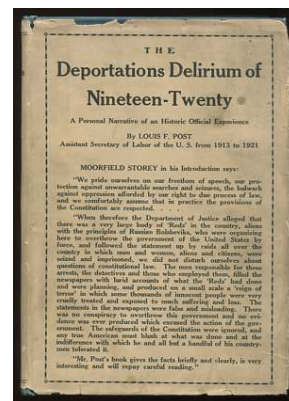 THE
Deportations Delirium of
Nineteen-Twenty
A Personal Narrative of an Historic Official Experience
By LOUIS F. POST
Assistant Secretary of Labor of the U. S. from 1913 to 1921
MOORFIELD STOREY in his Introduction says:
"We pride ourselves on our freedom of speech, our pro-
tection against unwarrantable searches and seizures, the bulwark
against oppression afforded by our right to due process of law,
and we comfortably assume that in practice the provisions of
the Constitution are respected. . . . .
"When therefore the Department of Justice alleged that
there was a very large body of 'Reds' in the country, aliens
with the principles of Russian Bolsheviks, who were organizing
here to overthrow the government of the United States by
force, and followed the statement up by raids all over the
country in which men and women, aliens and citizens, were
seized and imprisoned, we did not disturb ourselves about
questions of constitutional law. The men responsible for these
arrests, the detectives and those who employed them, filled the
newspapers with lurid accounts of what the 'Reds' had done
and were planning, and produced on a small scale a 'reign of
terror' in which some thousands of innocent people were very
cruelly treated and exposed to much suffering and loss. The
statements in the newspapers were false and misleading. There
was no conspiracy to overthrow this government and no evi-
dence was ever produced which excused the action of the gov-
ernment. The safeguards of the Constitution were ignored, and
any true American must blush at what was done and at the
indifference with which he and all but a handful of his country-
men tolerated it.
"Mr. Post's book gives the facts briefly and clearly, is very
interesting and will repay careful reading."